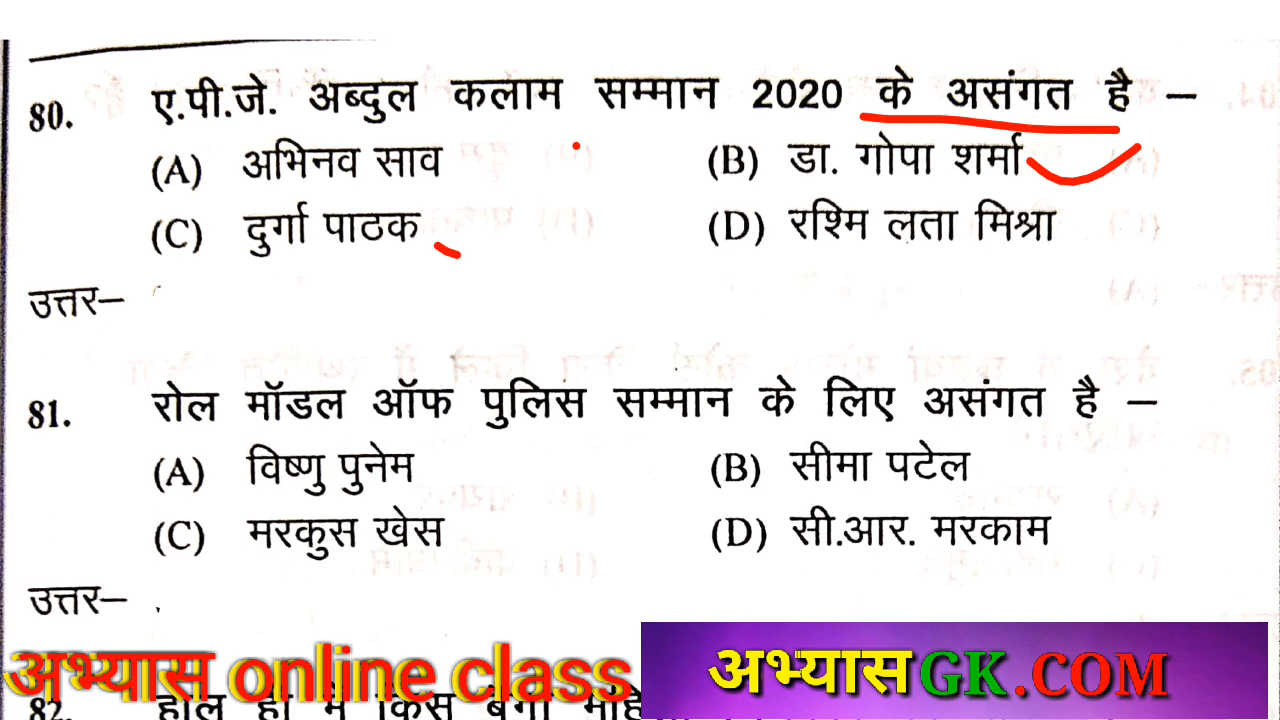 80. ए.पी.जे. अब्दुल कलाम सम्मान 2020 के असंगत है –
(A) अभिनव साव (B) डा. गोपा शर्मा
(C) दुर्गा पाठक (D) रश्मि लता मिश्रा
उत्तर–
81. रोल मॉडल ऑफ पुलिस सम्मान के लिए असंगत है –
(A) विष्णु पुनेम (B) सीमा पटेल
(C) मरकुस खेस (D) सी.आर. मरकाम
उत्तर–
अभ्यास online class अभ्यासGK.COM
82. हाल ही में किस